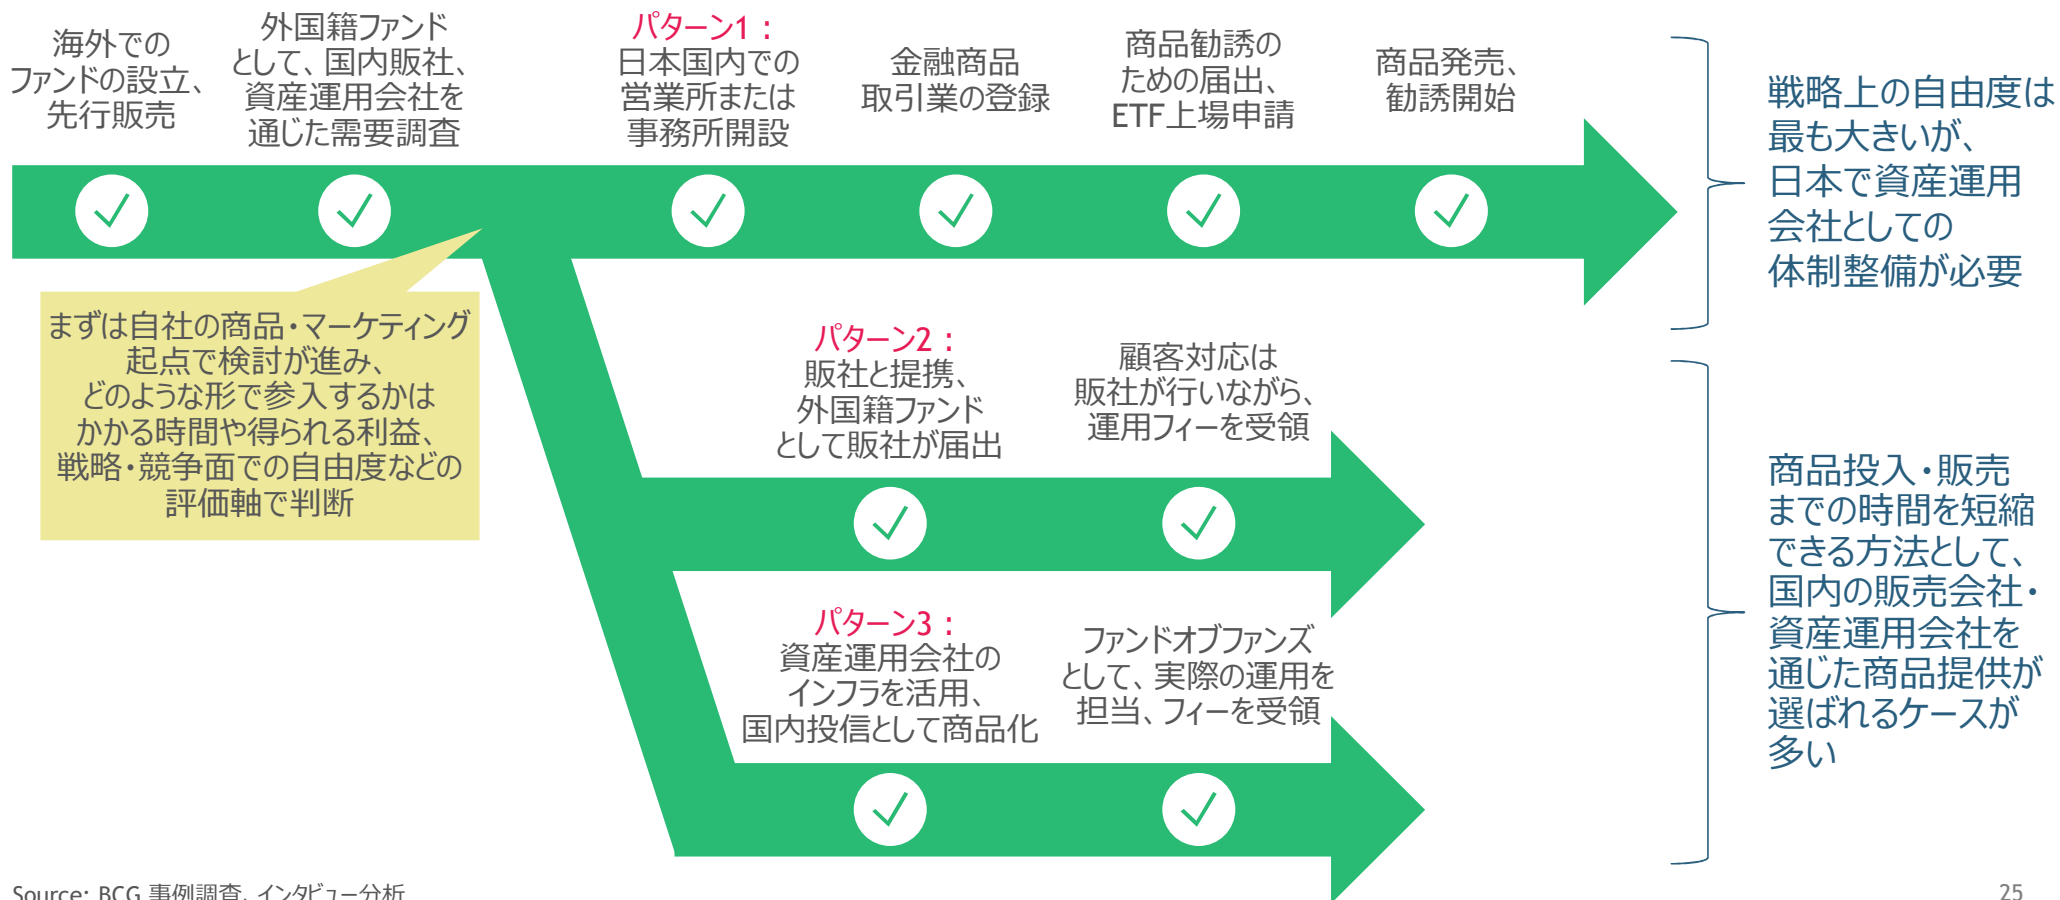 海外での
ファンドの設立、
先行販売
外国籍ファンド
として、国内販社、
資産運用会社を
通じた需要調査
パターン1：
日本国内での
営業所または
事務所開設
金融商品
取引業の登録
商品勧誘の
ための届出、
ETF上場申請
商品発売、
勧誘開始
戦略上の自由度は
最も大きいが、
日本で資産運用
会社としての
体制整備が必要
まずは自社の商品・マーケティング
起点で検討が進み、
どのような形で参入するかは
かかる時間や得られる利益、
戦略・競争面での自由度などの
評価軸で判断
パターン2：
販社と提携、
外国籍ファンド
として販社が届出
顧客対応は
販社が行いながら、
運用フィーを受領
パターン3：
資産運用会社の
インフラを活用、
国内投信として商品化
ファンドオブファンズ
として、実際の運用を
担当、フィーを受領
商品投入・販売
までの時間を短縮
できる方法として、
国内の販売会社・
資産運用会社を
通じた商品提供が
選ばれるケースが
多い
Source: BCG 事例調査、インタビュー分析
25